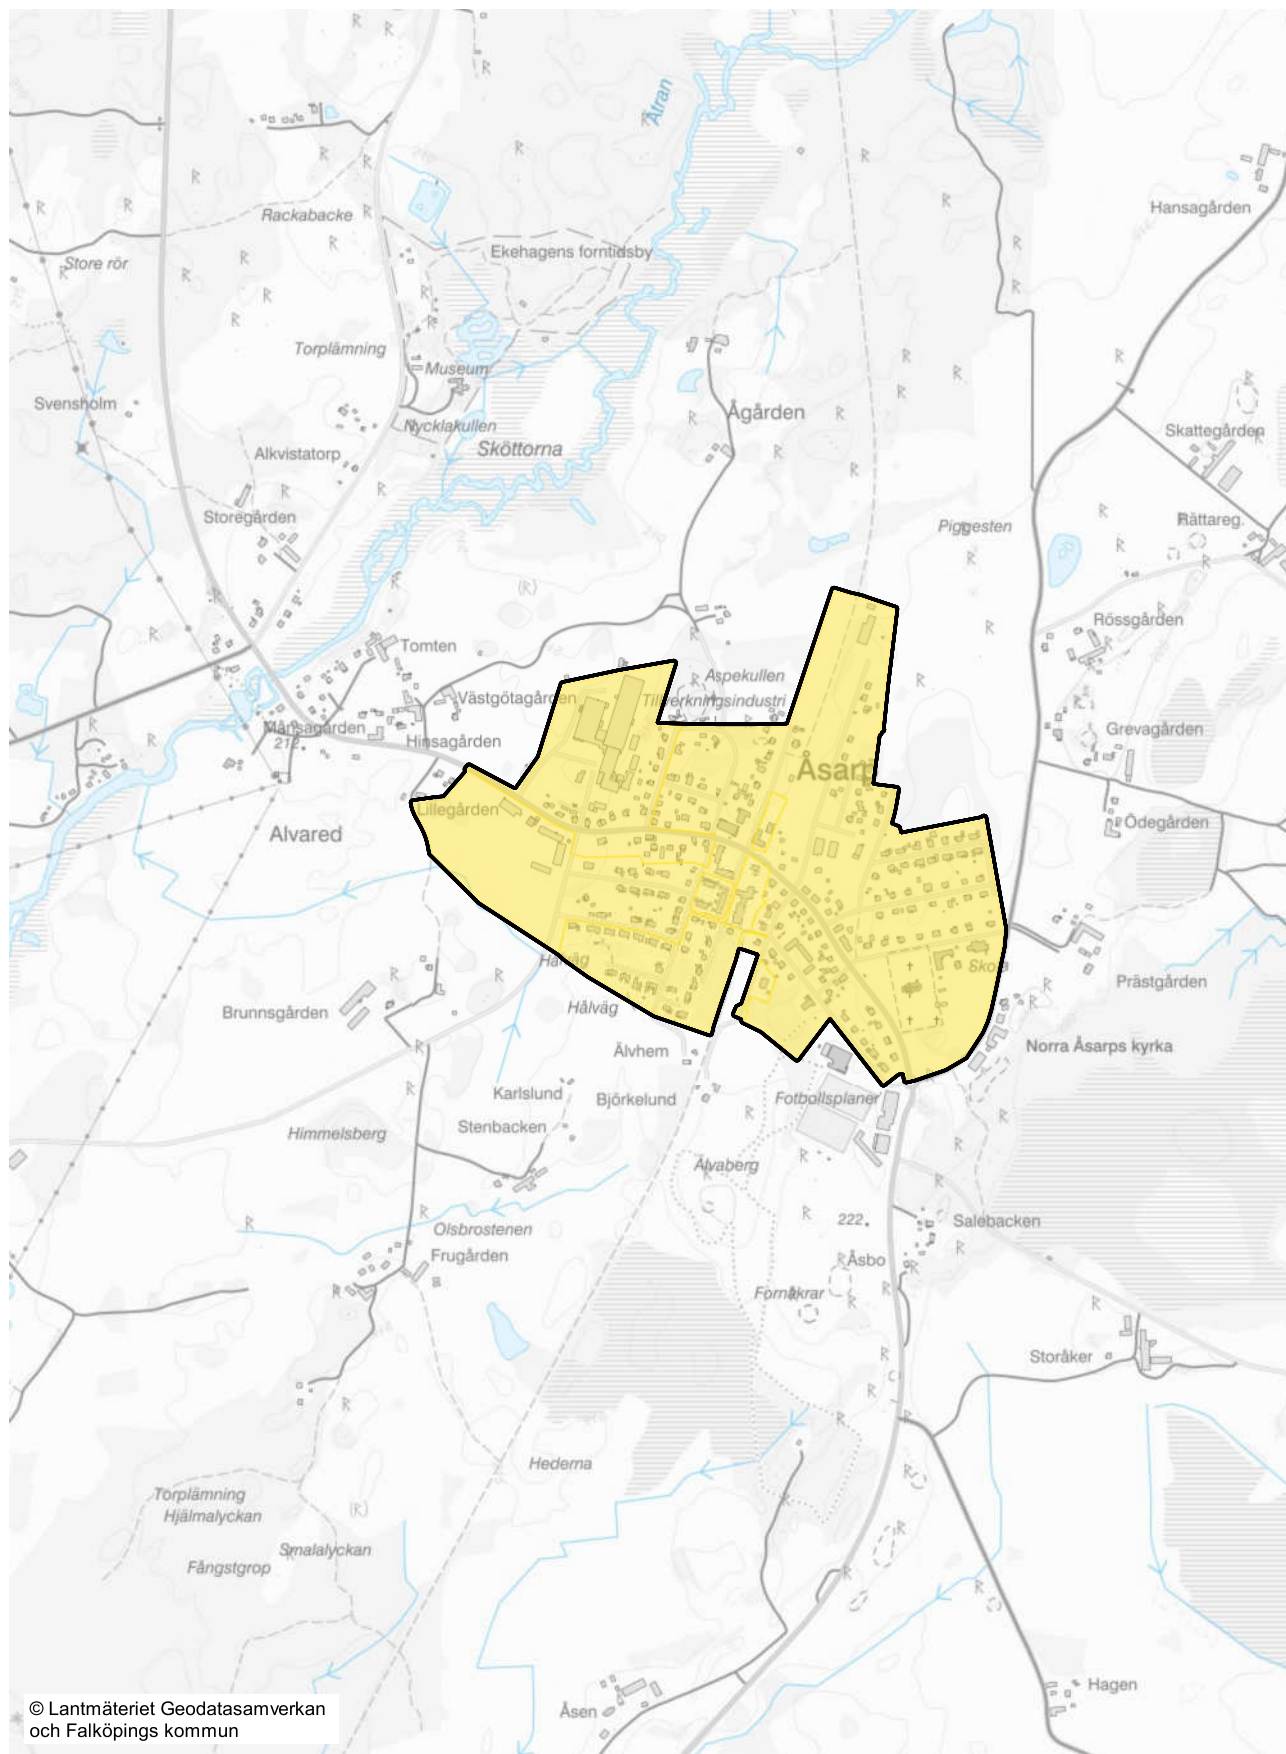 Ätran
Hansagården
Rackabacke
Ekehagens forntidsby
Store rör
Torplämning
Museum
Svensholm
Nycklakullen
Ågården
Skattegården
Alkvistatorp
Sköttorna
Storegården
Piggesten
Rättareg.
(R)
Rössgården
Tomten
Aspekullen
Västgötagården
Tillverkningsindustri
Månsagården
212.
Hinsagården
Grevagården
Åsarp
Lillegården
Alvared
Ödegården
Hålväg
Skola
Prästgården
Brunnsgården
Hålväg
Älvhem
Norra Åsarps kyrka
Karlslund
Björkelund
Fotbollsplaner
Stenbacken
Himmelsberg
Älvaberg
222.
Salebacken
Olsbrostenen
Frugården
Åsbo
Fornåkrar
Storåker
Hederna
Torplämning
Hjälmalyckan
(R)
Smalalyckan
Fångstgrop
Hagen
Åsen
© Lantmäteriet Geodatasamverkan
och Falköpings kommun